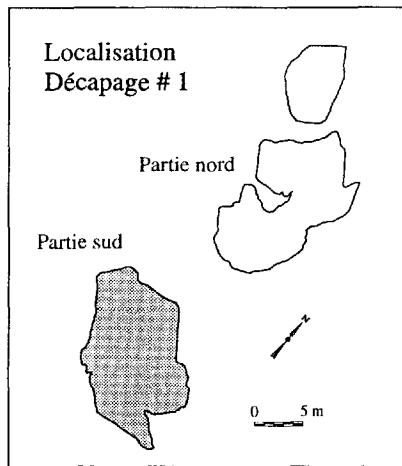 Localisation
Décapage # 1
Partie nord
Partie sud
N
0 5 m